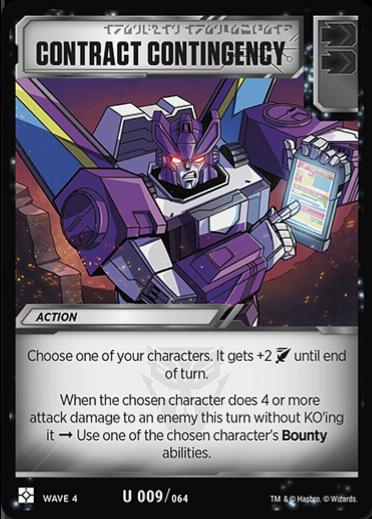 CONTRACT CONTINGENCY
ACTION
Choose one of your characters. It gets +2 until end
of turn.
When the chosen character does 4 or more
attack damage to an enemy this turn without KO'ing
it → Use one of the chosen character's Bounty
abilities.
WAVE 4 U 009/064 TM & © Hasbro. © Wizards.